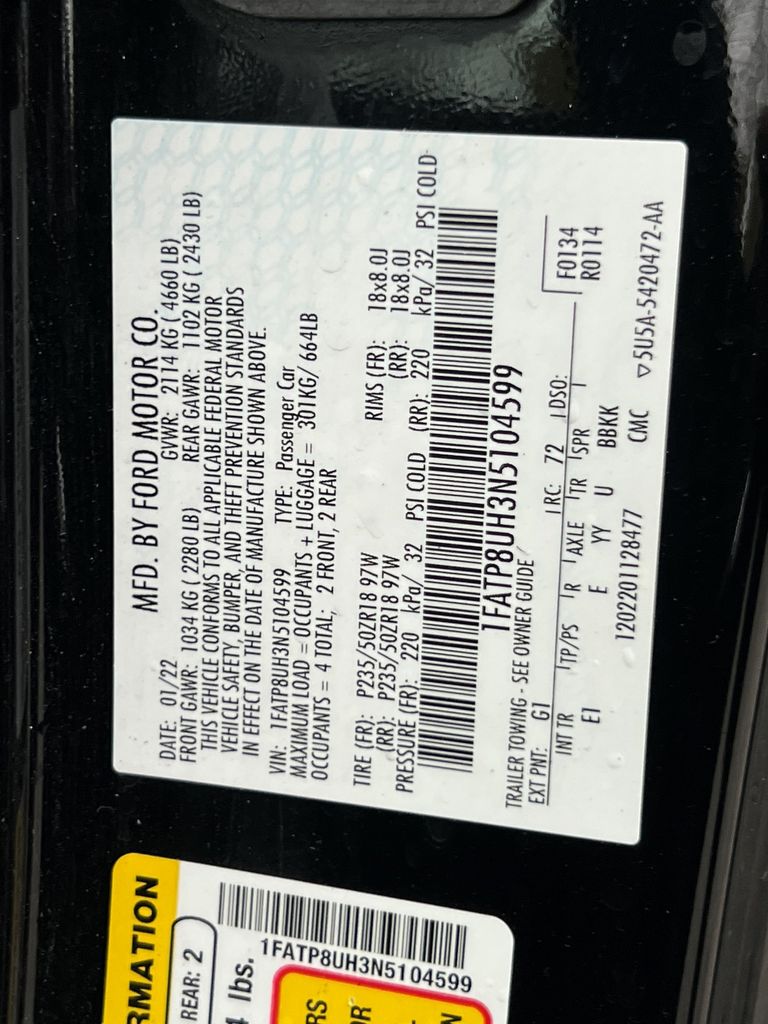 MFD. BY FORD MOTOR CO.
DATE: 01/22 GVWR: 2114 KG ( 4660 LB)
FRONT GAWR: 1034 KG ( 2280 LB) REAR GAWR: 1102 KG ( 2430 LB)
THIS VEHICLE CONFORMS TO ALL APPLICABLE FEDERAL MOTOR
VEHICLE SAFETY, BUMPER, AND THEFT PREVENTION STANDARDS
IN EFFECT ON THE DATE OF MANUFACTURE SHOWN ABOVE.
VIN: 1FATP8UH3N5104599 TYPE: Passenger Car
MAXIMUM LOAD = OCCUPANTS + LUGGAGE = 301KG/ 664LB
OCCUPANTS = 4 TOTAL; 2 FRONT, 2 REAR
TIRE (FR): P235/50ZR18 97W RIMS (FR): 18x8.0J
(RR): P235/50ZR18 97W (RR): 18x8.0J
PRESSURE (FR): 220 kPa/ 32 PSI COLD (RR): 220 kPa/ 32 PSI COLD
1FATP8UH3N5104599
TRAILER TOWING - SEE OWNER GUIDE
EXT PNT: G1 RC: 72 DSO: F0134
INT TR TP/PS R AXLE TR SPR R0114
E1 E YY U BBKK
1202201128477 CMC ▽5U5A-5420472-AA
RMATION
REAR: 2
lbs.
1FATP8UH3N5104599
RS
OR
N